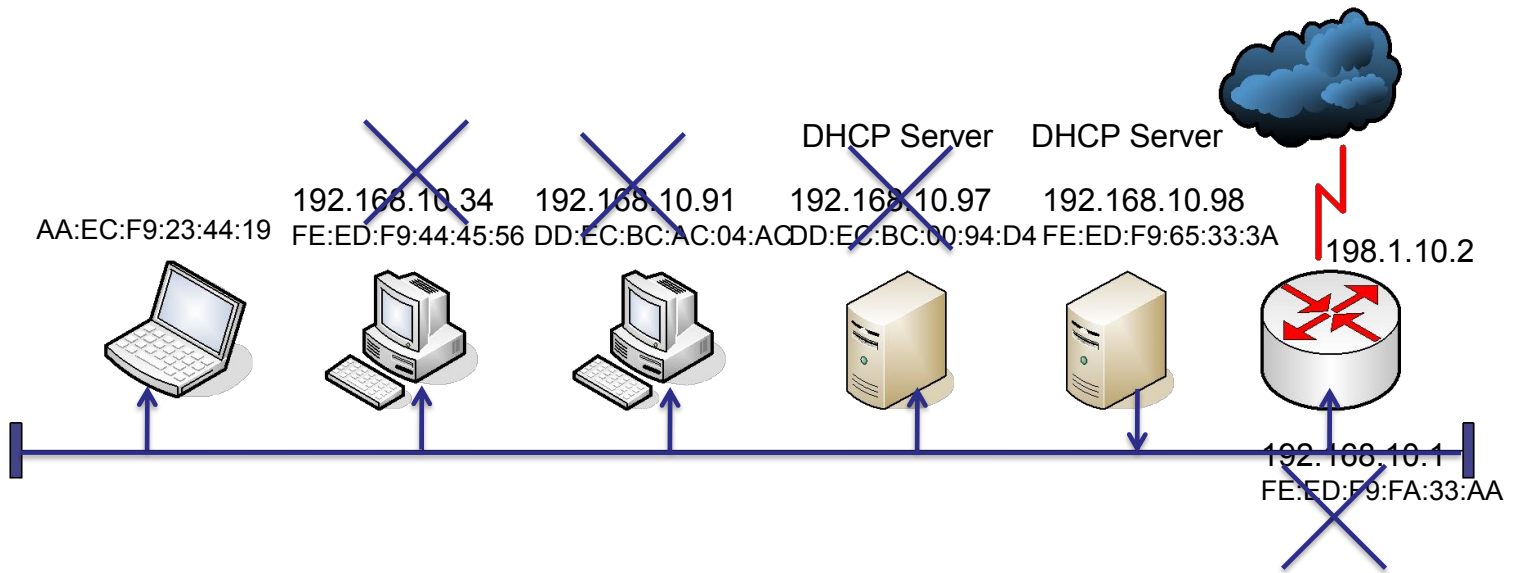 DHCP Server
DHCP Server
192.168.10.34
192.168.10.91
192.168.10.97
192.168.10.98
AA:EC:F9:23:44:19
FE:ED:F9:44:45:56
DD:EC:BC:AC:04:AC
DD:EC:BC:00:94:D4
FE:ED:F9:65:33:3A
198.1.10.2
192.168.10.1
FE:ED:F9:FA:33:AA